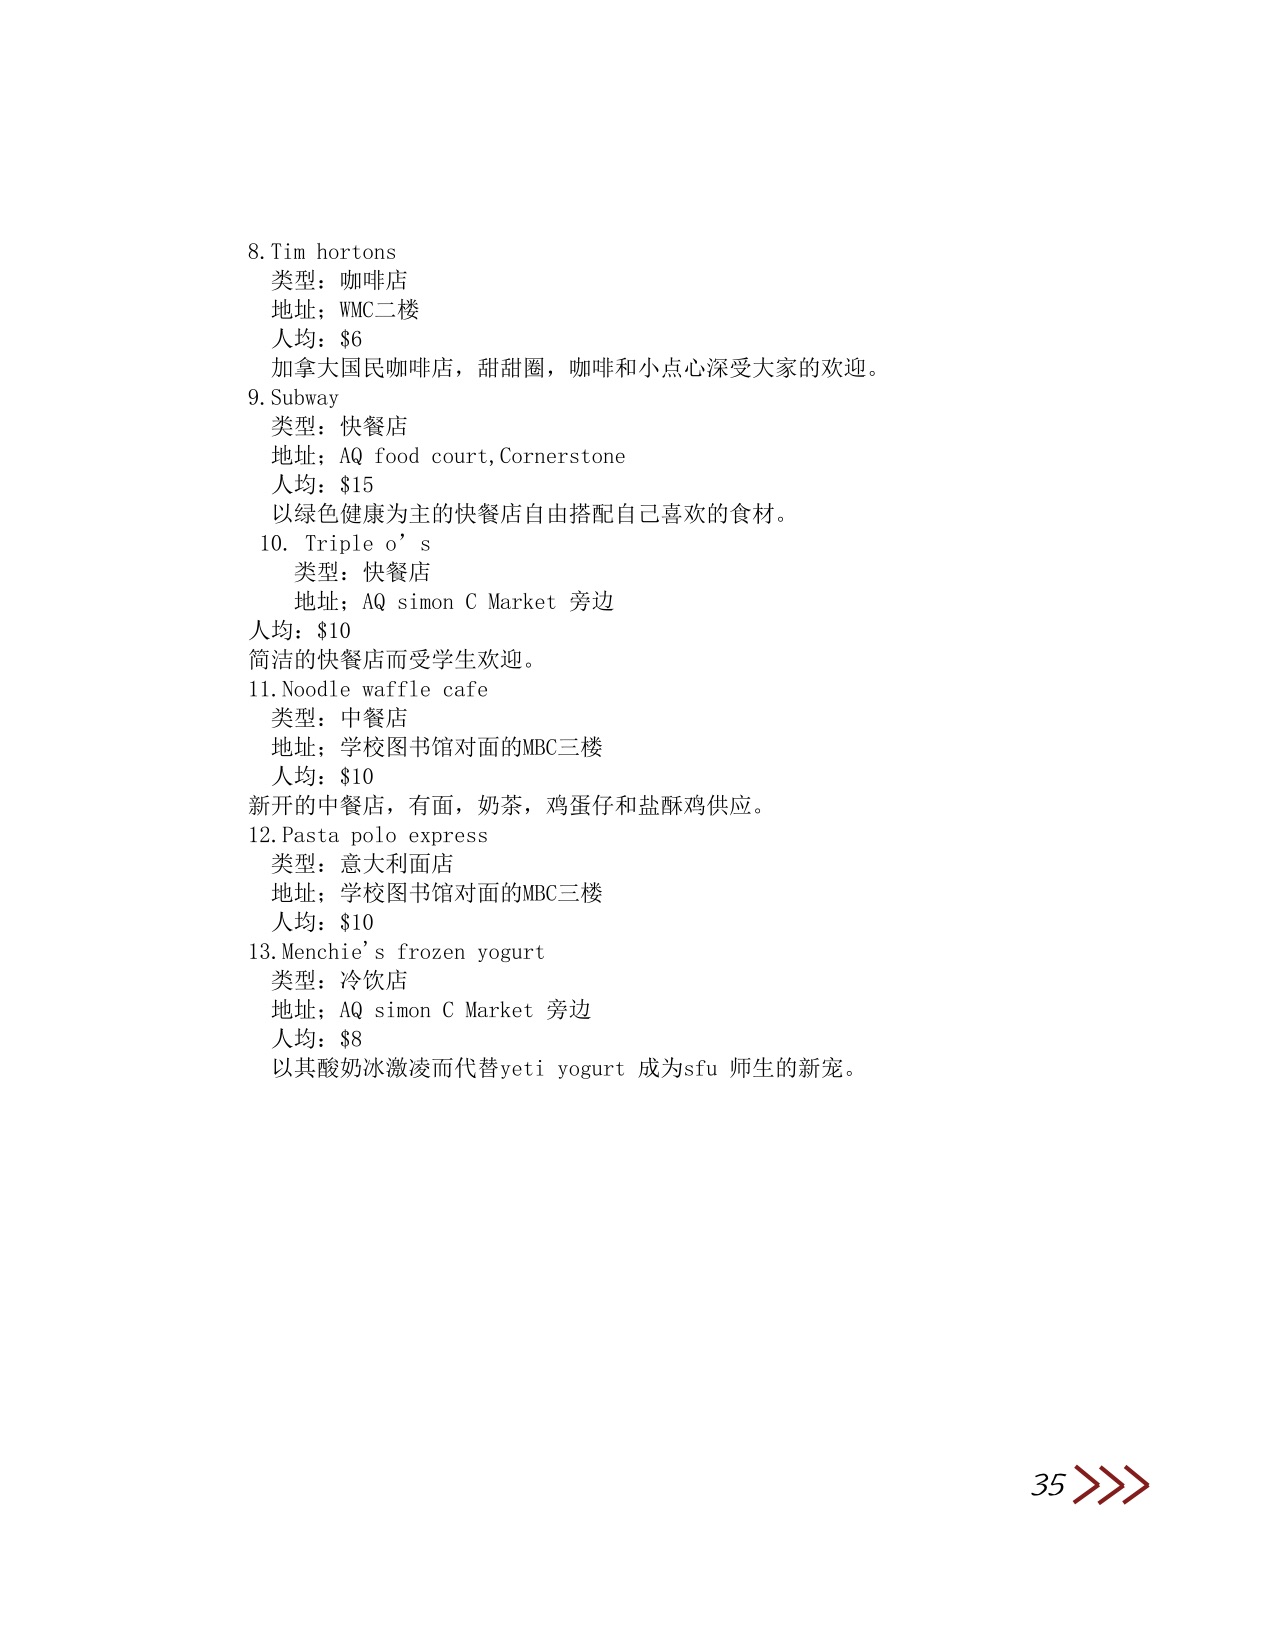 8.Tim hortons
类型：咖啡店
地址；WMC二楼
人均：$6
加拿大国民咖啡店，甜甜圈，咖啡和小点心深受大家的欢迎。
9.Subway
类型：快餐店
地址；AQ food court,Cornerstone
人均：$15
以绿色健康为主的快餐店自由搭配自己喜欢的食材。
10. Triple o’s
类型：快餐店
地址；AQ simon C Market 旁边
人均：$10
简洁的快餐店而受学生欢迎。
11.Noodle waffle cafe
类型：中餐店
地址；学校图书馆对面的MBC三楼
人均：$10
新开的中餐店，有面，奶茶，鸡蛋仔和盐酥鸡供应。
12.Pasta polo express
类型：意大利面店
地址；学校图书馆对面的MBC三楼
人均：$10
13.Menchie's frozen yogurt
类型：冷饮店
地址；AQ simon C Market 旁边
人均：$8
以其酸奶冰激凌而代替yeti yogurt 成为sfu 师生的新宠。
35